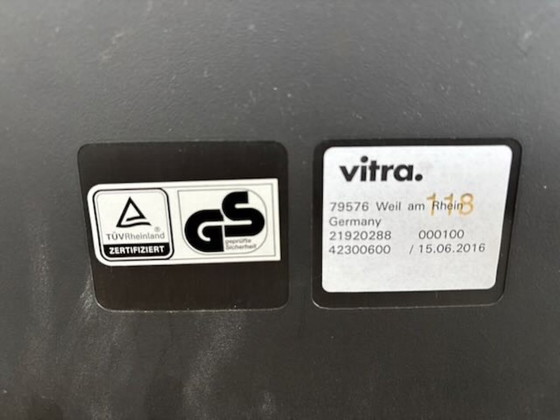 TÜVRheinland®
ZERTIFIZIERT
GS
geprüfte
Sicherheit
vitra.
79576 Weil am Rhein
118
Germany
21920288 000100
42300600 / 15.06.2016